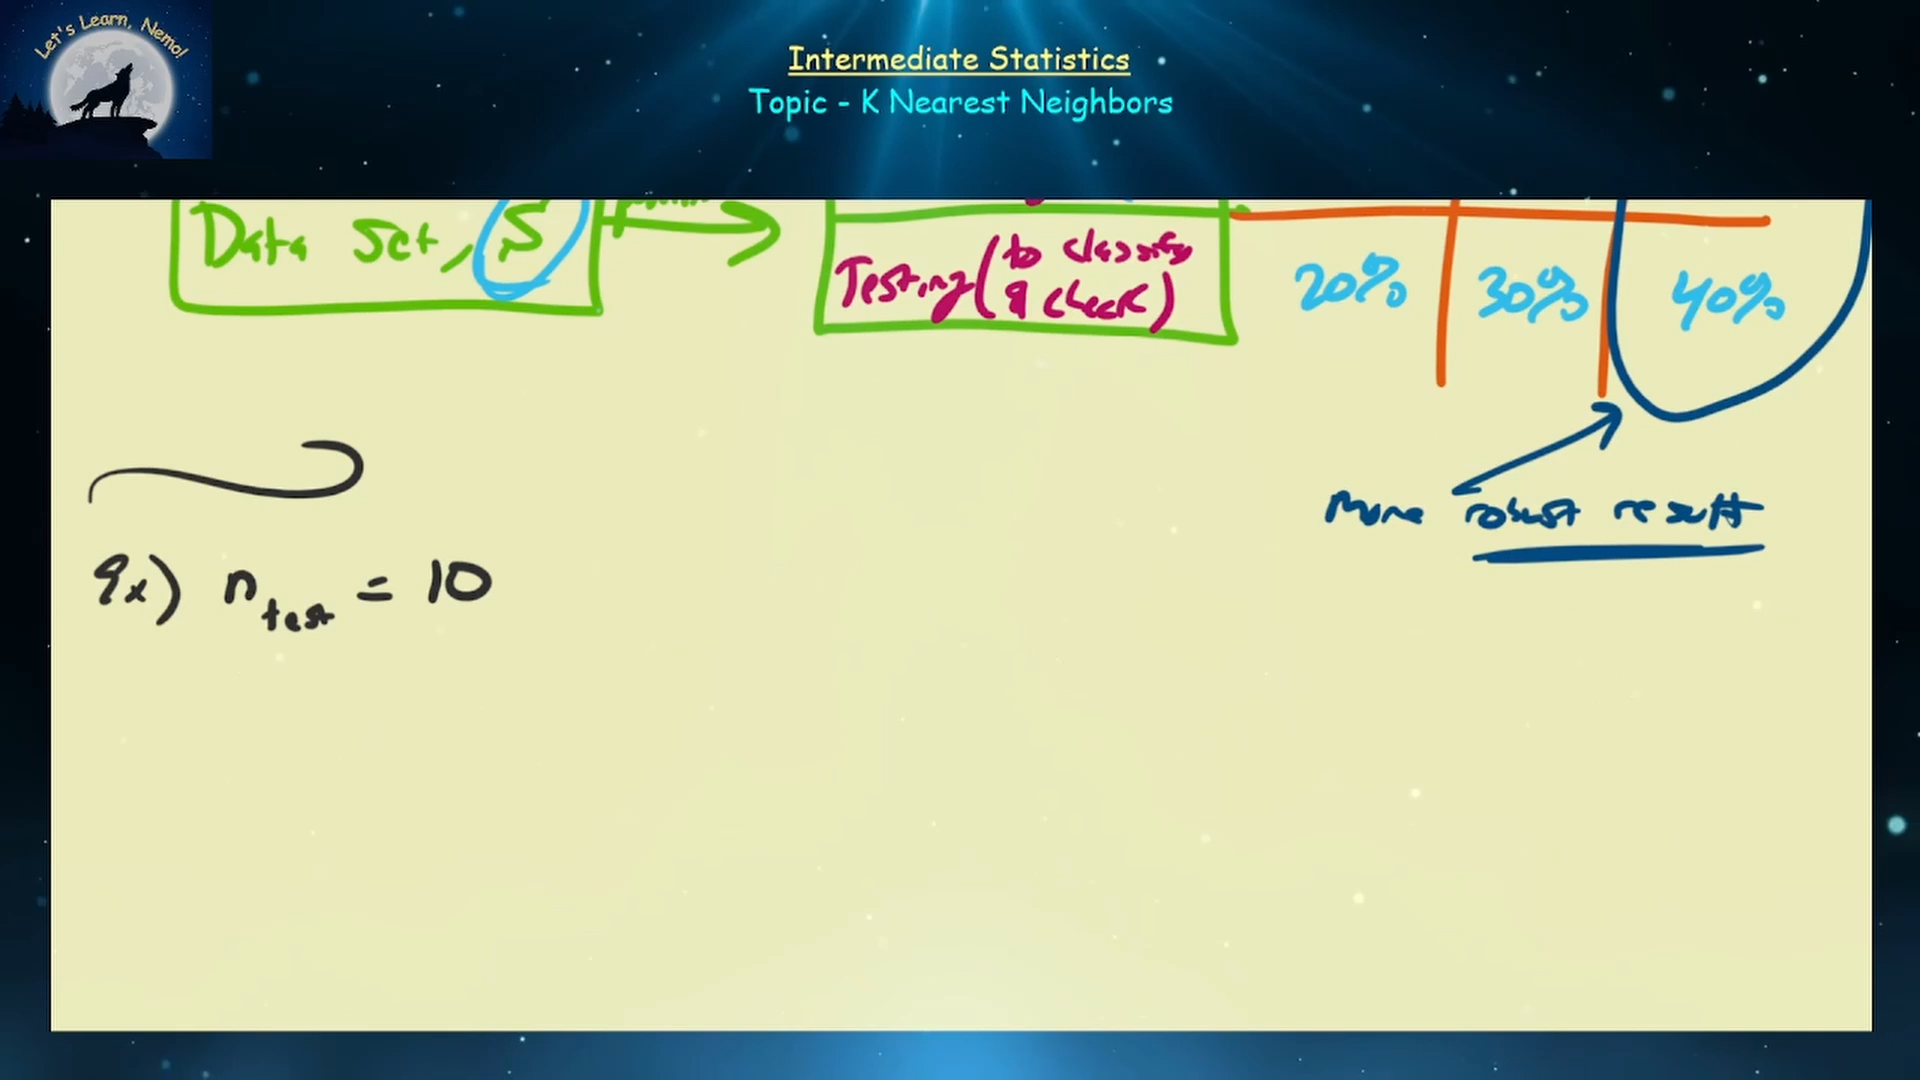 Let's Learn, Nemo!
Intermediate Statistics
Topic - K Nearest Neighbors
Data Set, S
Testing (to classify
& check)
20% 30% 40%
More robust result
Ex) n test = 10